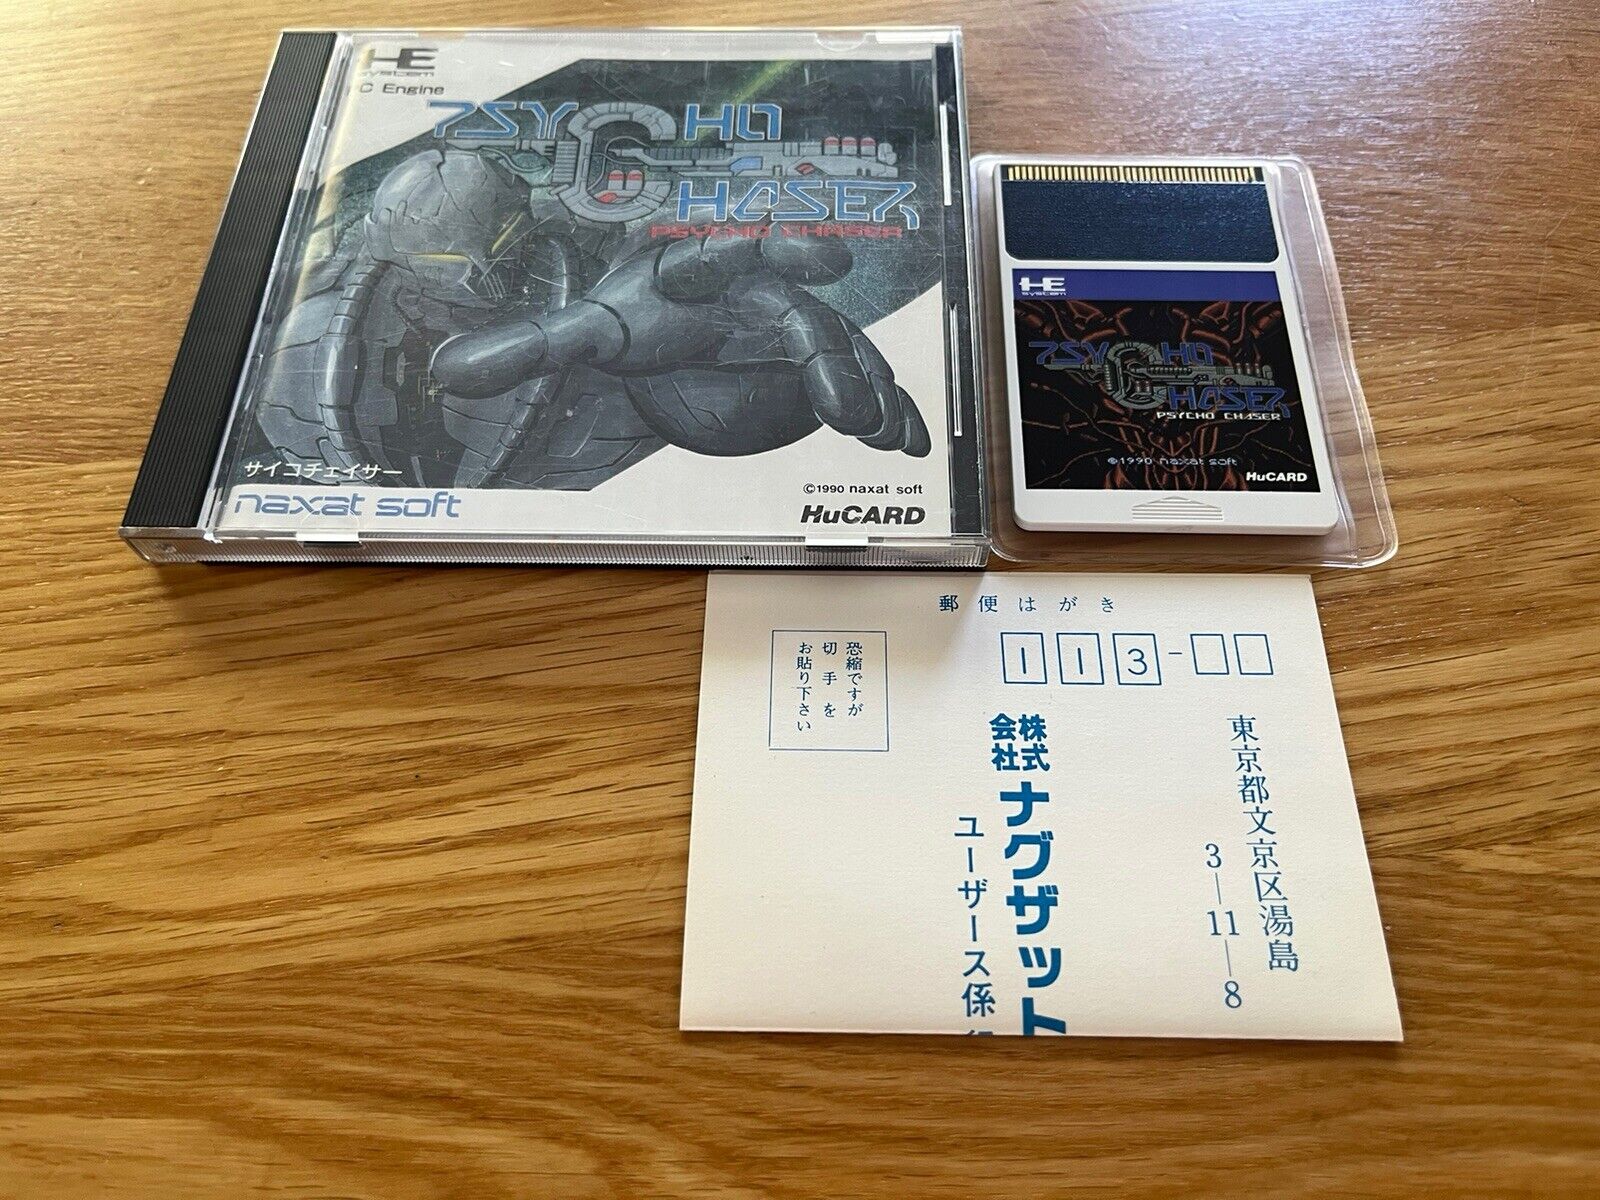 HE
system
C Engine
PSYCHO
CHASER
PSYCHO CHASER
サイコチェイサー
naxat soft
©1990 naxat soft
HuCARD
HE
system
PSYCHO
CHASER
PSYCHO CHASER
©1990 naxat soft
HuCARD
郵便はがき
恐縮ですが
切手を
お貼り下さい
113-
東京都文京区湯島
3-11-8
株式会社ナグザット
ユーザース係